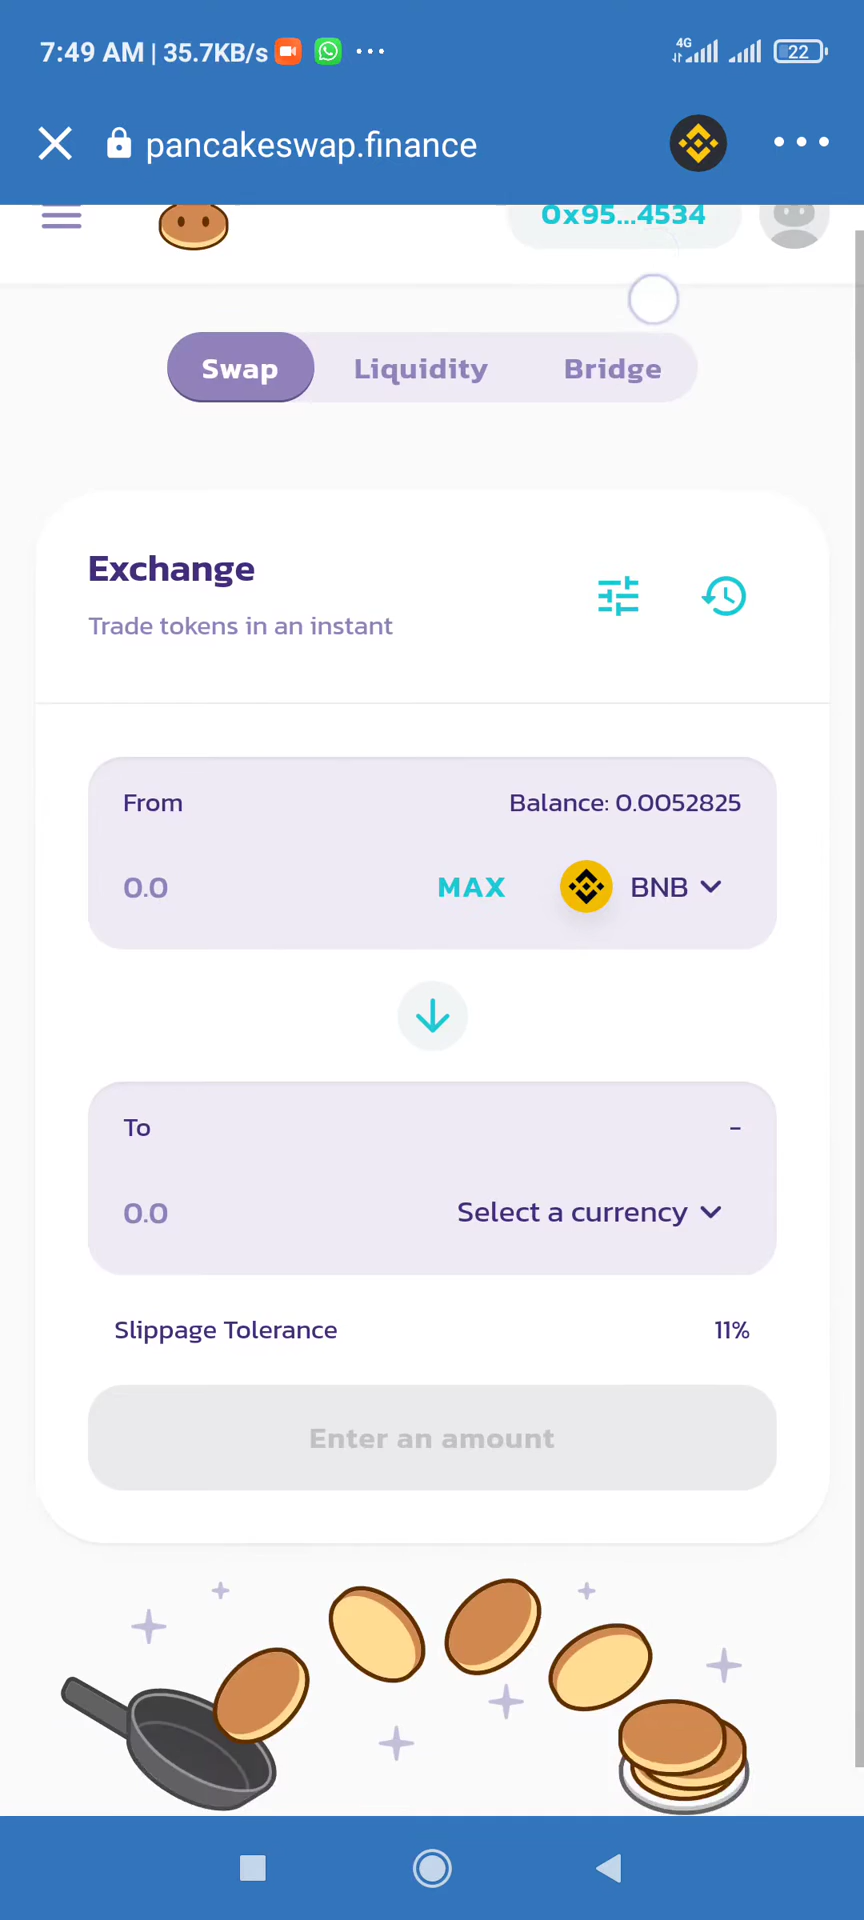 7:49 AM | 35.7KB/s
4G
22
pancakeswap.finance
0x95...4534
Swap
Liquidity
Bridge
Exchange
Trade tokens in an instant
From
Balance: 0.0052825
0.0
MAX
BNB
To
-
0.0
Select a currency
Slippage Tolerance
11%
Enter an amount